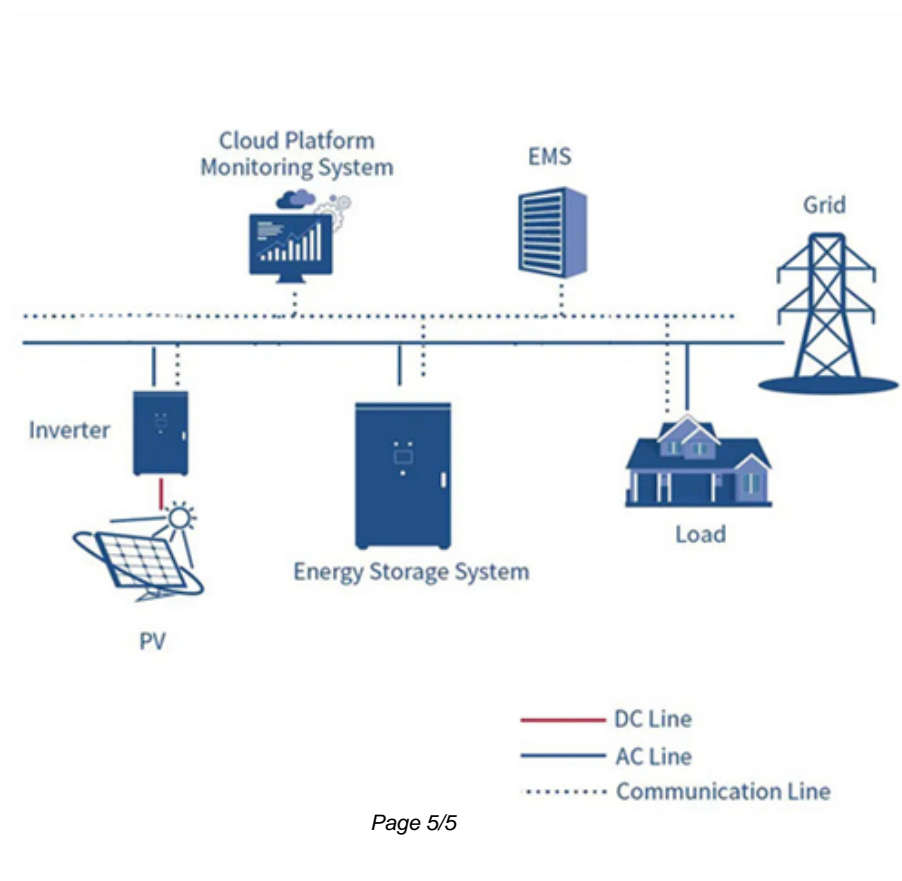 Cloud Platform
Monitoring System
EMS
Grid
Inverter
Load
Energy Storage System
PV
DC Line
AC Line
Communication Line
Page 5/5